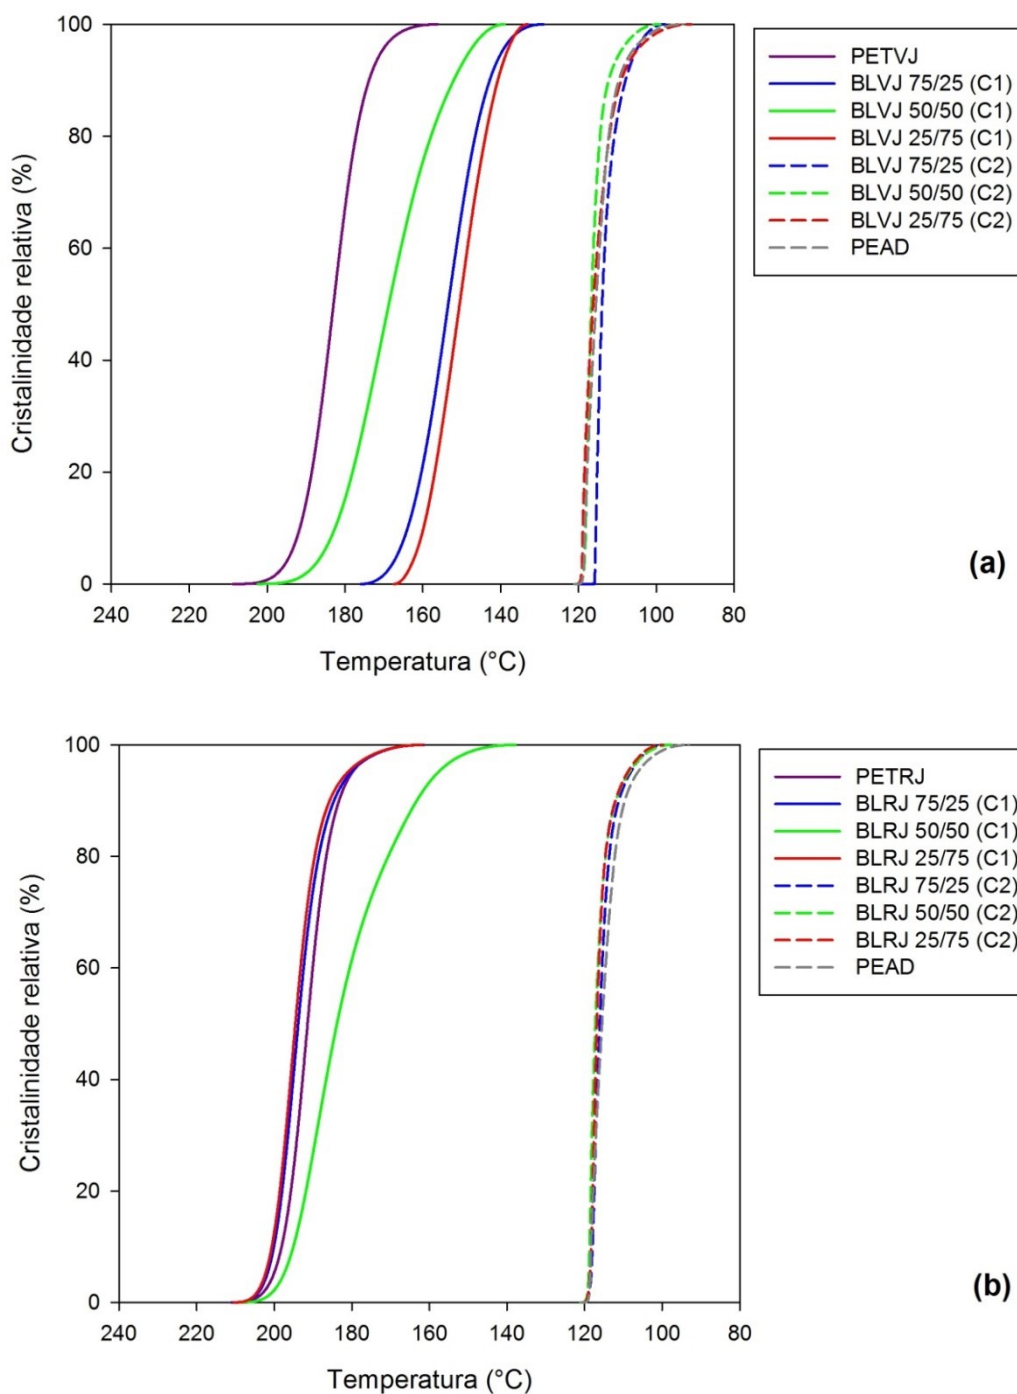 100
80
60
40
20
0
Cristalinidade relativa (%)
240 220 200 180 160 140 120 100 80
Temperatura (°C)
PETVJ
BLVJ 75/25 (C1)
BLVJ 50/50 (C1)
BLVJ 25/75 (C1)
BLVJ 75/25 (C2)
BLVJ 50/50 (C2)
BLVJ 25/75 (C2)
PEAD
(a)
100
80
60
40
20
0
Cristalinidade relativa (%)
240 220 200 180 160 140 120 100 80
Temperatura (°C)
PETRJ
BLRJ 75/25 (C1)
BLRJ 50/50 (C1)
BLRJ 25/75 (C1)
BLRJ 75/25 (C2)
BLRJ 50/50 (C2)
BLRJ 25/75 (C2)
PEAD
(b)